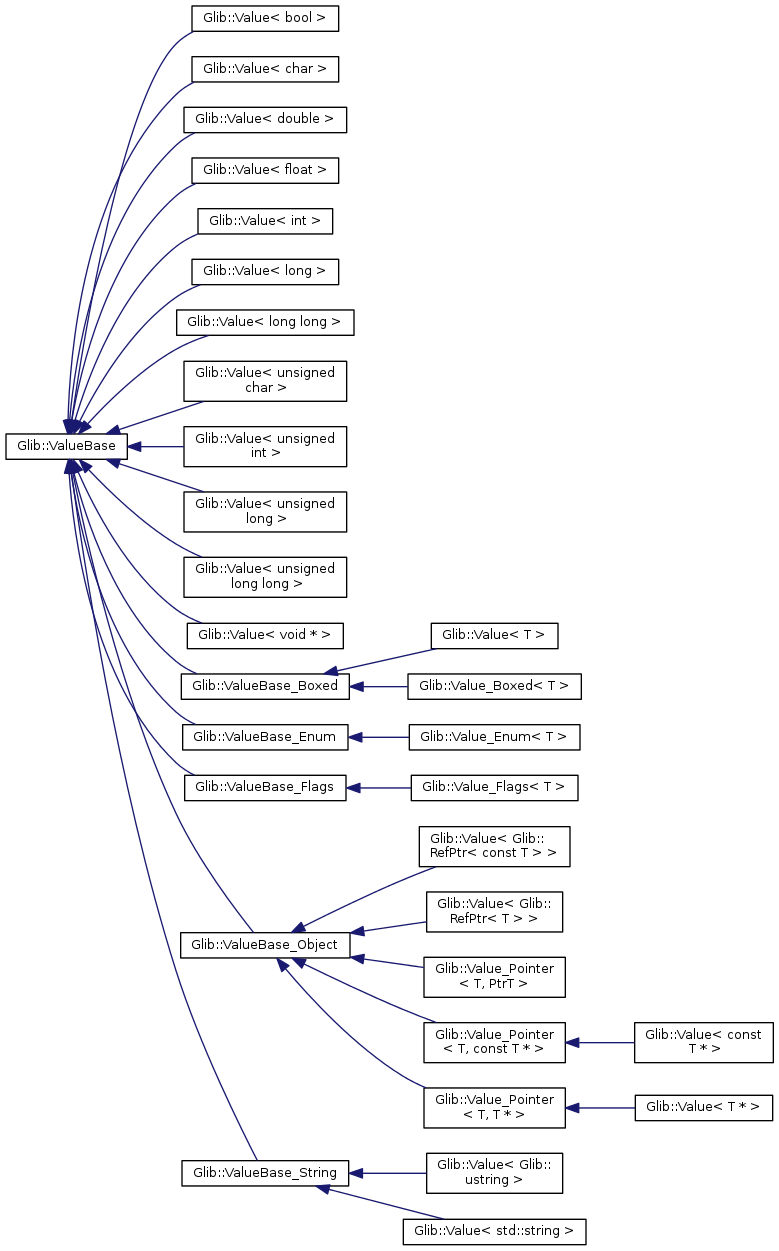 Glib::Value< bool >
Glib::Value< char >
Glib::Value< double >
Glib::Value< float >
Glib::Value< int >
Glib::Value< long >
Glib::Value< long long >
Glib::Value< unsigned
char >
Glib::ValueBase
Glib::Value< unsigned
int >
Glib::Value< unsigned
long >
Glib::Value< unsigned
long long >
Glib::Value< void * >
Glib::Value< T >
Glib::ValueBase_Boxed
Glib::Value_Boxed< T >
Glib::ValueBase_Enum
Glib::Value_Enum< T >
Glib::ValueBase_Flags
Glib::Value_Flags< T >
Glib::Value< Glib::
RefPtr< const T > >
Glib::Value< Glib::
RefPtr< T > >
Glib::ValueBase_Object
Glib::Value_Pointer
< T, PtrT >
Glib::Value_Pointer
< T, const T * >
Glib::Value< const
T * >
Glib::Value_Pointer
< T, T * >
Glib::Value< T * >
Glib::ValueBase_String
Glib::Value< Glib::
ustring >
Glib::Value< std::string >